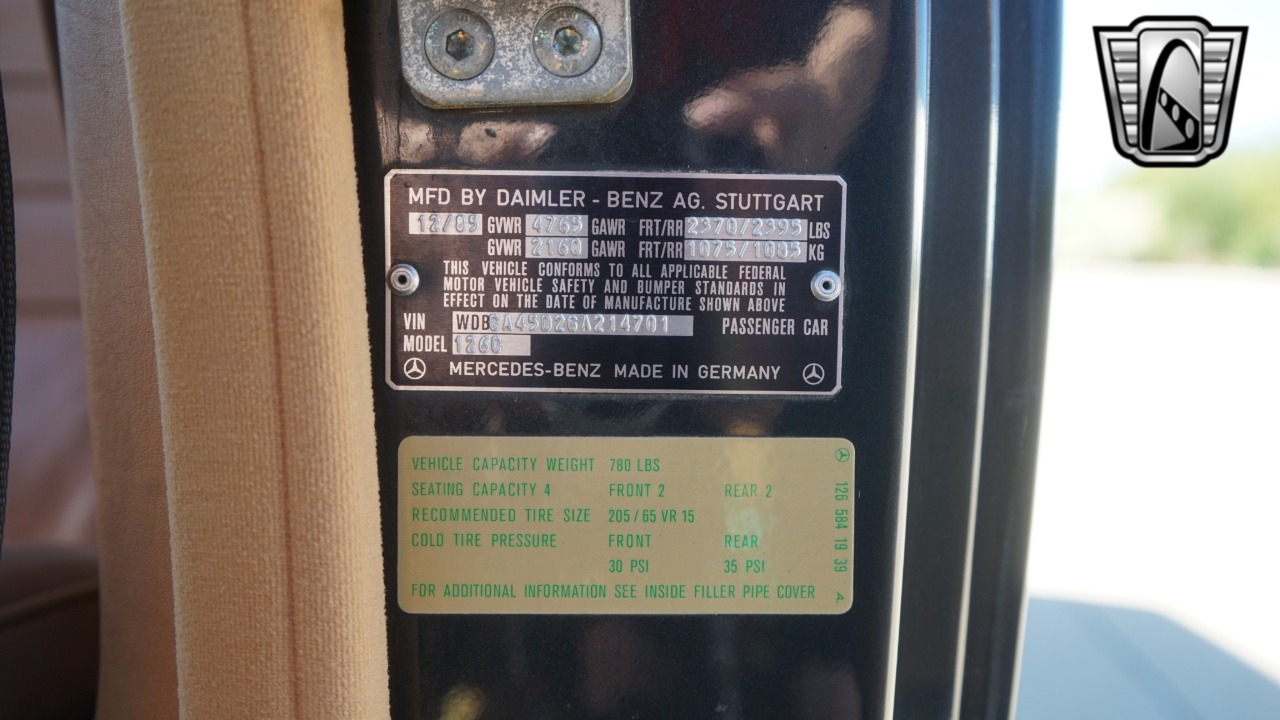 MFD BY DAIMLER - BENZ AG. STUTTGART
12/85 GVWR 4765 GAWR FRT/RR 2370/2395 LBS
GVWR 2160 GAWR FRT/RR 1075/1085 KG
THIS VEHICLE CONFORMS TO ALL APPLICABLE FEDERAL
MOTOR VEHICLE SAFETY AND BUMPER STANDARDS IN
EFFECT ON THE DATE OF MANUFACTURE SHOWN ABOVE
VIN WDBCA45D2GA214701 PASSENGER CAR
MODEL 126C
MERCEDES-BENZ MADE IN GERMANY
VEHICLE CAPACITY WEIGHT 780 LBS
SEATING CAPACITY 4 FRONT 2 REAR 2
RECOMMENDED TIRE SIZE 205/65 VR 15
COLD TIRE PRESSURE FRONT REAR
30 PSI 35 PSI
FOR ADDITIONAL INFORMATION SEE INSIDE FILLER PIPE COVER
126 584 19 39 A